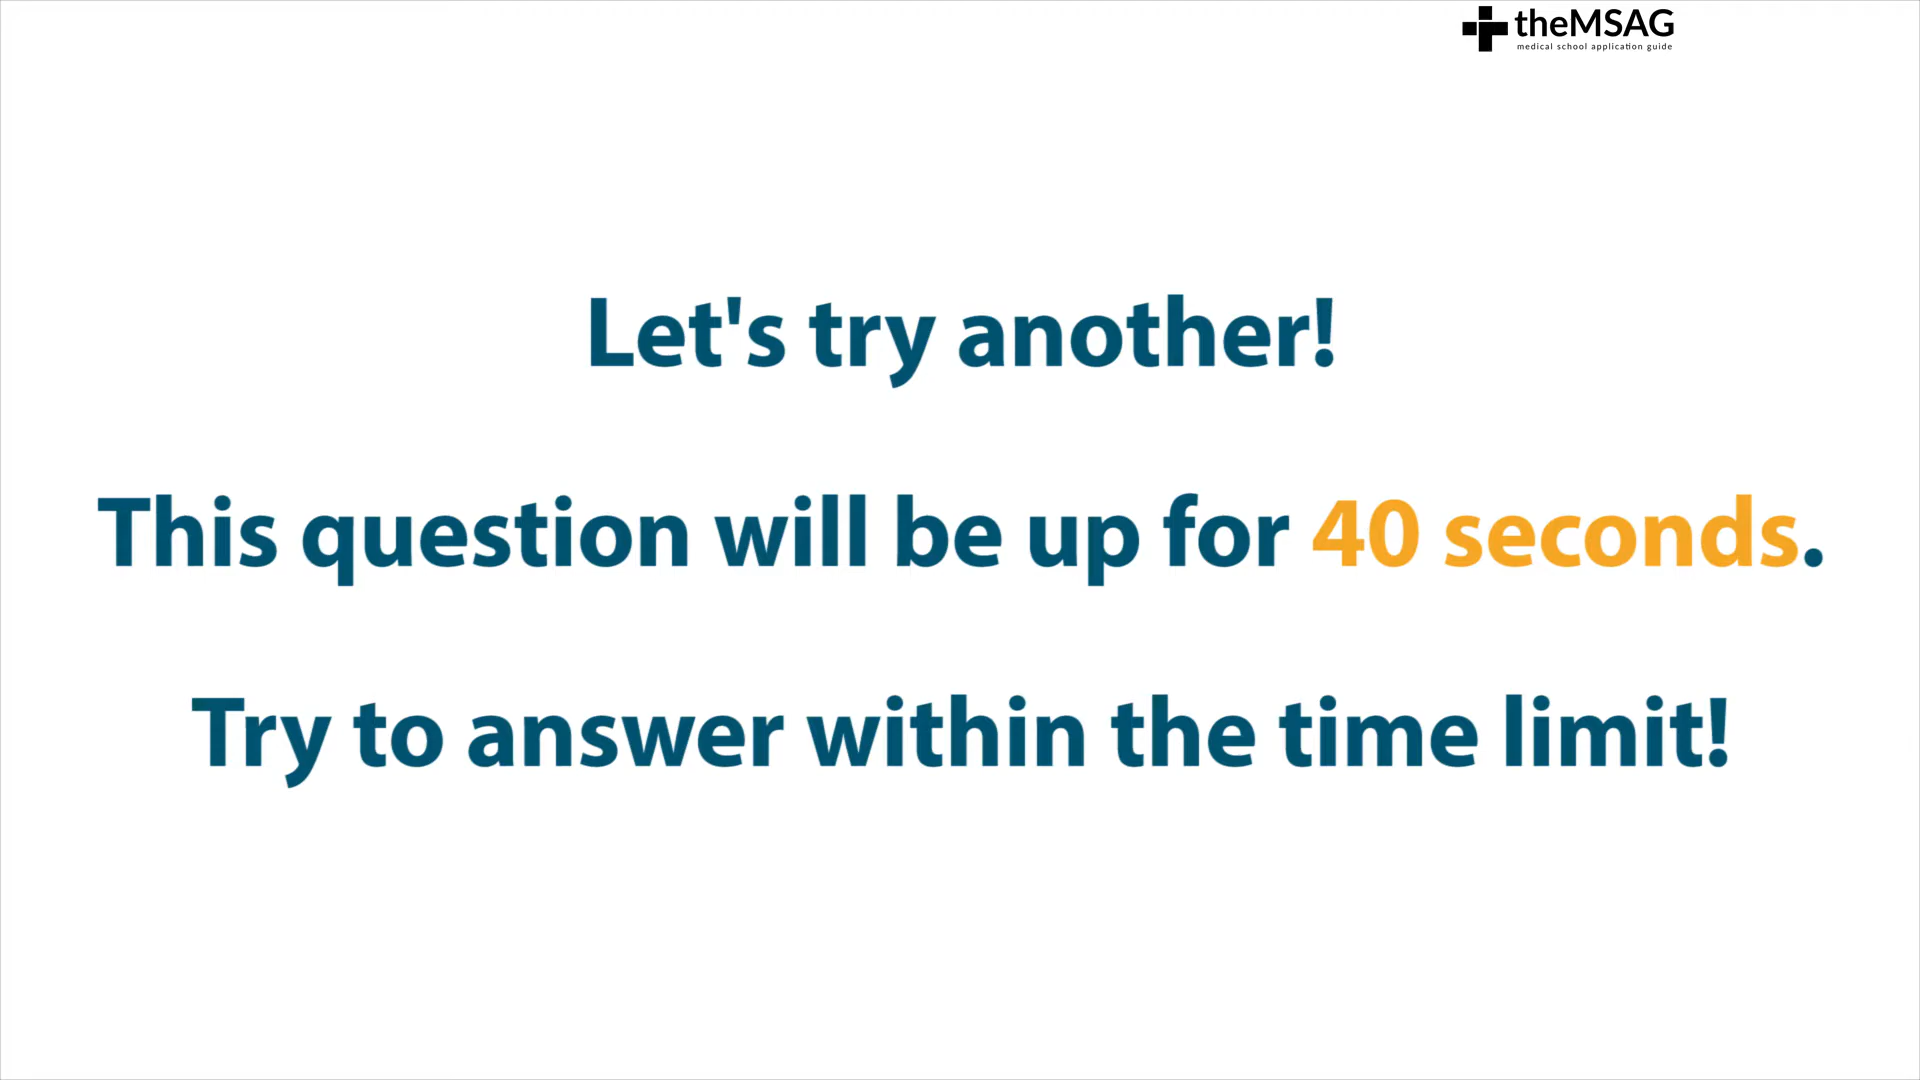 theMSAG
medical school application guide
Let's try another!
This question will be up for 40 seconds.
Try to answer within the time limit!